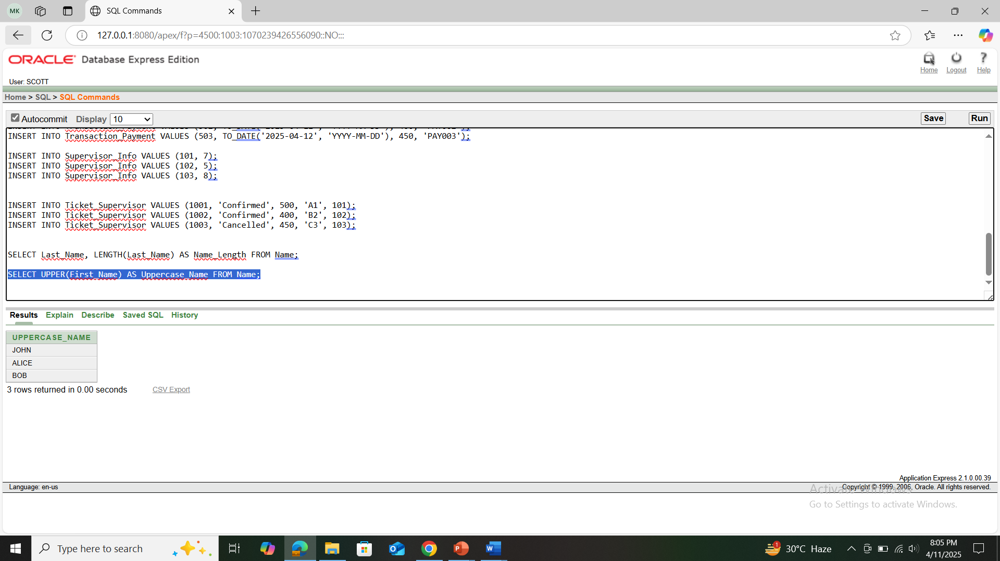 MK
SQL Commands
127.0.0.1:8080/apex/f?p=4500:1003:1070239426556090::NO:::
ORACLE Database Express Edition
Home Logout Help
User: SCOTT
Home > SQL > SQL Commands
Autocommit Display 10 Save Run
INSERT INTO Transaction_Payment VALUES (503, TO_DATE('2025-04-12', 'YYYY-MM-DD'), 450, 'PAY003');
INSERT INTO Supervisor_Info VALUES (101, 7);
INSERT INTO Supervisor_Info VALUES (102, 5);
INSERT INTO Supervisor_Info VALUES (103, 8);
INSERT INTO Ticket_Supervisor VALUES (1001, 'Confirmed', 500, 'A1', 101);
INSERT INTO Ticket_Supervisor VALUES (1002, 'Confirmed', 400, 'B2', 102);
INSERT INTO Ticket_Supervisor VALUES (1003, 'Cancelled', 450, 'C3', 103);
SELECT Last_Name, LENGTH(Last_Name) AS Name_Length FROM Name;
SELECT UPPER(First_Name) AS Uppercase_Name FROM Name;
Results Explain Describe Saved SQL History
UPPERCASE_NAME
JOHN
ALICE
BOB
3 rows returned in 0.00 seconds CSV Export
Application Express 2.1.0.00.39
Language: en-us Copyright © 1999, 2006, Oracle. All rights reserved.
Activate Windows
Go to Settings to activate Windows.
Type here to search
1
30°C Haze
8:05 PM
4/11/2025